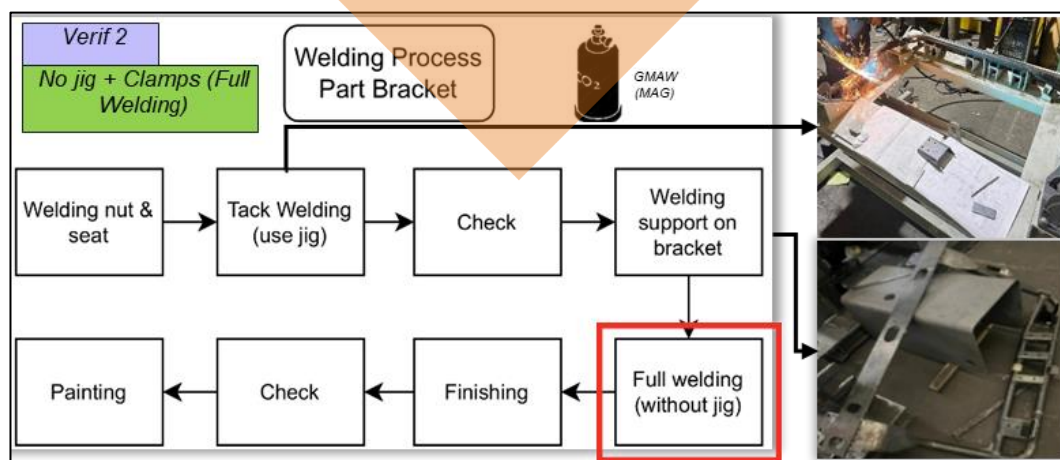 Verif 2
No jig + Clamps (Full
Welding)
Welding Process
Part Bracket
CO2
GMAW
(MAG)
Welding nut &
seat
Tack Welding
(use jig)
Check
Welding
support on
bracket
Painting
Check
Finishing
Full welding
(without jig)